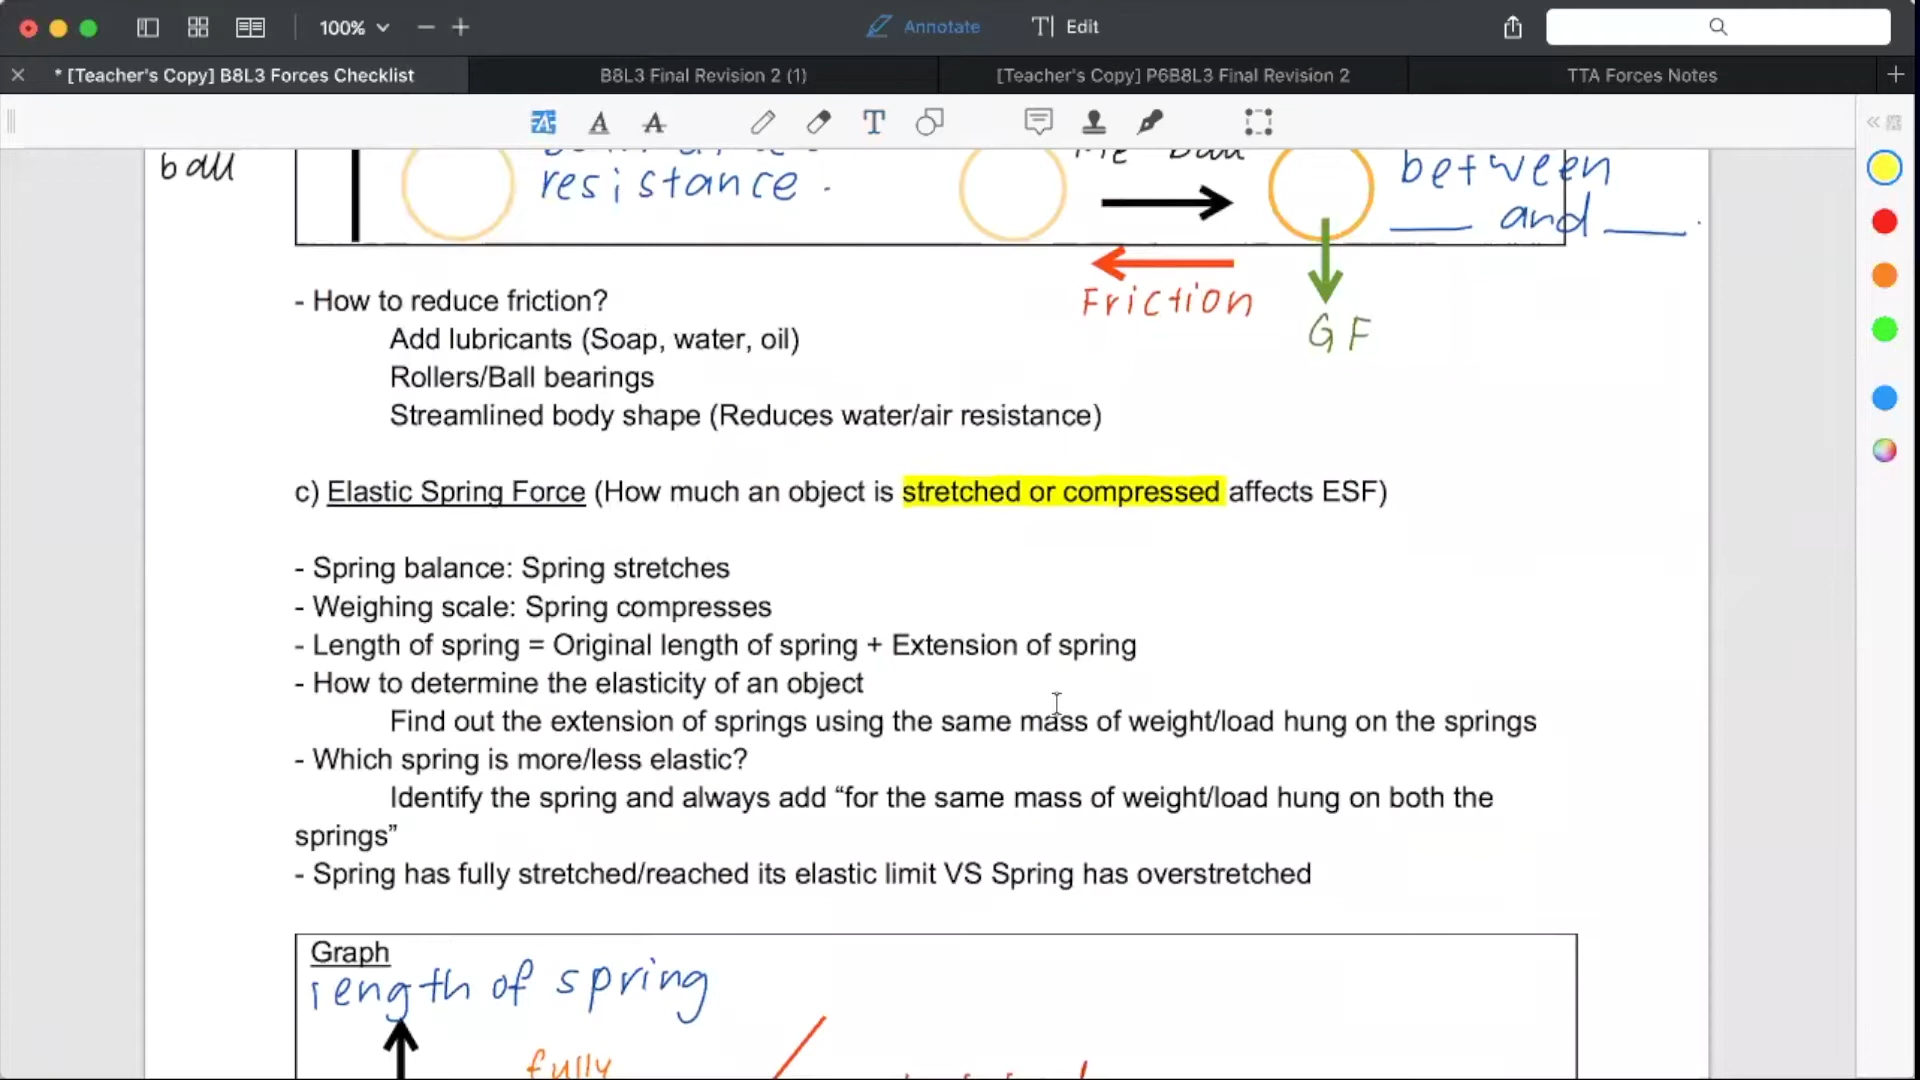 100%
Annotate
T| Edit
* [Teacher's Copy] B8L3 Forces Checklist
B8L3 Final Revision 2 (1)
[Teacher's Copy] P6B8L3 Final Revision 2
TTA Forces Notes
ball
resistance.
ball
between
___ and ___.
Friction
GF
- How to reduce friction?
Add lubricants (Soap, water, oil)
Rollers/Ball bearings
Streamlined body shape (Reduces water/air resistance)
c) Elastic Spring Force (How much an object is stretched or compressed affects ESF)
- Spring balance: Spring stretches
- Weighing scale: Spring compresses
- Length of spring = Original length of spring + Extension of spring
- How to determine the elasticity of an object
Find out the extension of springs using the same mass of weight/load hung on the springs
- Which spring is more/less elastic?
Identify the spring and always add “for the same mass of weight/load hung on both the
springs”
- Spring has fully stretched/reached its elastic limit VS Spring has overstretched
Graph
length of spring
fully